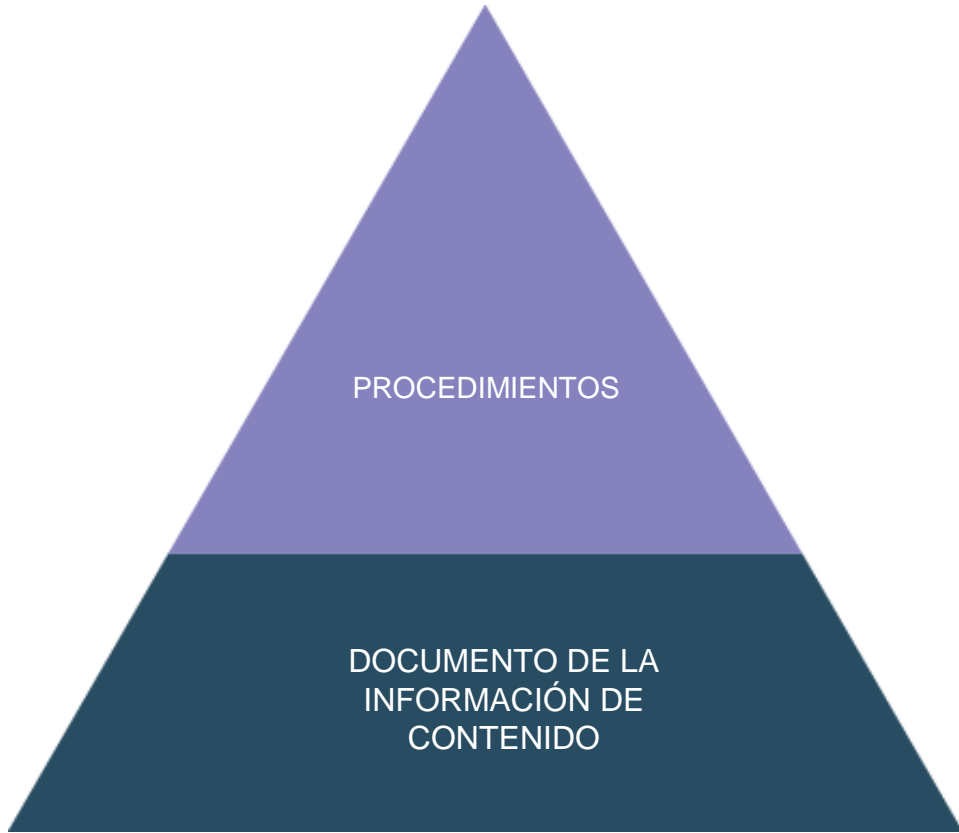 PROCEDIMIENTOS
DOCUMENTO DE LA
INFORMACIÓN DE
CONTENIDO